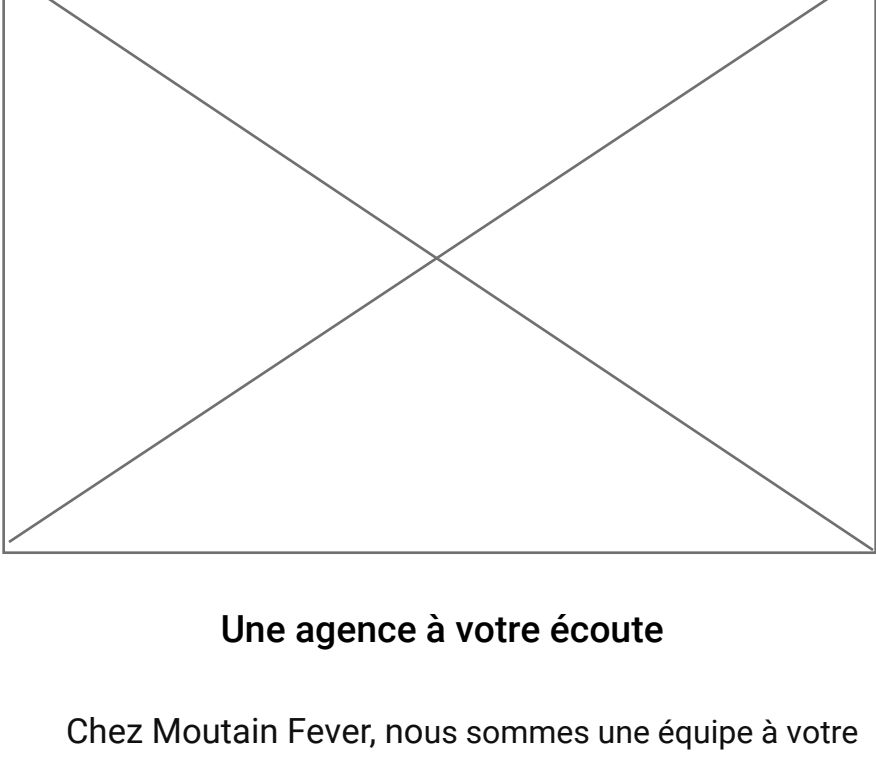 Une agence à votre écoute
Chez Moutain Fever, nous sommes une équipe à votre